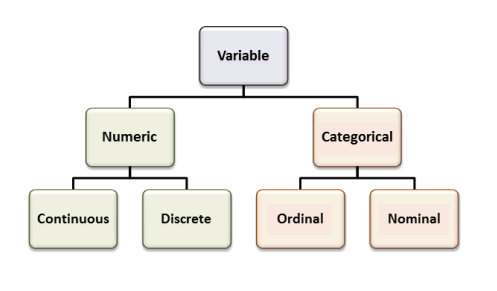 Variable
Numeric
Categorical
Continuous
Discrete
Ordinal
Nominal